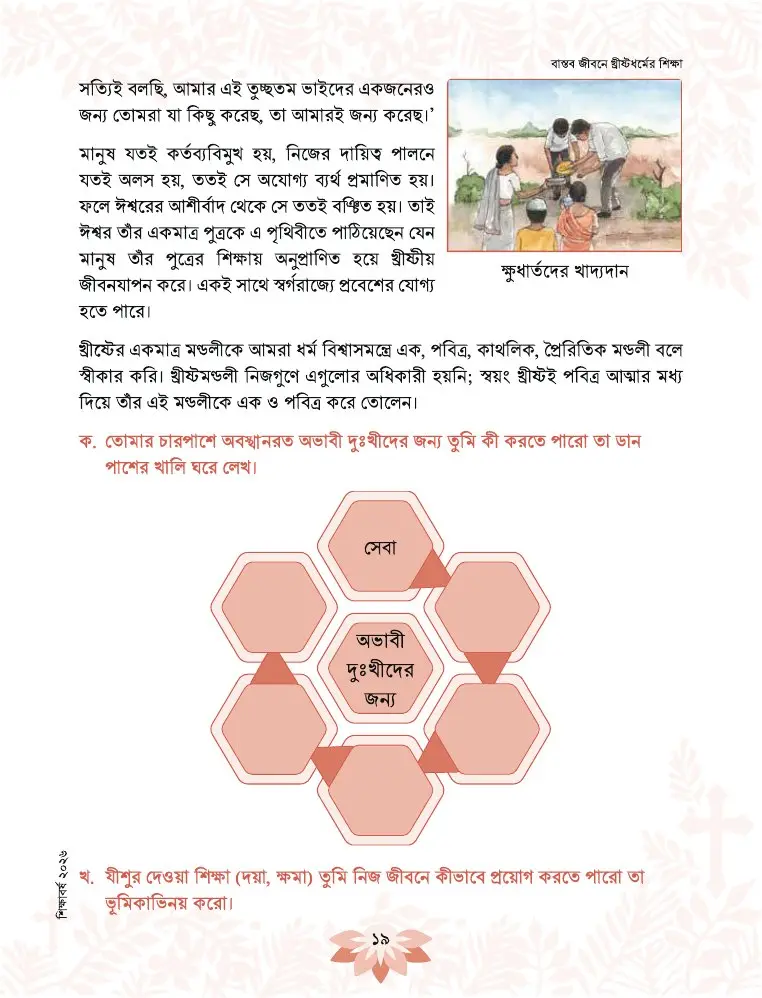 বাস্তব জীবনে খ্রীষ্টধর্মের শিক্ষা
সত্যিই বলছি, আমার এই তুচ্ছতম ভাইদের একজনেরও
জন্য তোমরা যা কিছু করেছ, তা আমারই জন্য করেছ।’
মানুষ যতই কর্তব্যবিমুখ হয়, নিজের দায়িত্ব পালনে
যতই অলস হয়, ততই সে অযোগ্য ব্যর্থ প্রমাণিত হয়।
ফলে ঈশ্বরের আশীর্বাদ থেকে সে ততই বঞ্চিত হয়। তাই
ঈশ্বর তাঁর একমাত্র পুত্রকে এ পৃথিবীতে পাঠিয়েছেন যেন
মানুষ তাঁর পুত্রের শিক্ষায় অনুপ্রাণিত হয়ে খ্রীষ্টীয়
জীবনযাপন করে। একই সাথে স্বর্গরাজ্যে প্রবেশের যোগ্য
হতে পারে।
ক্ষুধার্তদের খাদ্যদান
খ্রীষ্টের একমাত্র মণ্ডলীকে আমরা ধর্ম বিশ্বাসমন্ত্রে এক, পবিত্র, কাথলিক, প্রৈরিতিক মণ্ডলী বলে
স্বীকার করি। খ্রীষ্টমণ্ডলী নিজগুণে এগুলোর অধিকারী হয়নি; স্বয়ং খ্রীষ্টই পবিত্র আত্মার মধ্য
দিয়ে তাঁর এই মণ্ডলীকে এক ও পবিত্র করে তোলেন।
ক. তোমার চারপাশে অবস্থানরত অভাবী দুঃখীদের জন্য তুমি কী করতে পারো তা ডান
পাশের খালি ঘরে লেখ।
সেবা
অভাবী
দুঃখীদের
জন্য
খ. যীশুর দেওয়া শিক্ষা (দয়া, ক্ষমা) তুমি নিজ জীবনে কীভাবে প্রয়োগ করতে পারো তা
ভূমিকাভিনয় করো।
শিক্ষাবর্ষ ২০২৬
১৯